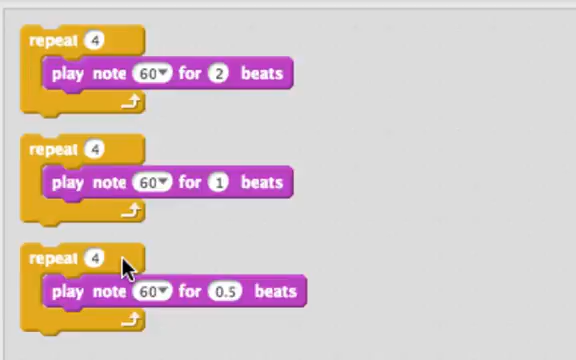 repeat 4
play note 60 for 2 beats
repeat 4
play note 60 for 1 beats
repeat 4
play note 60 for 0.5 beats